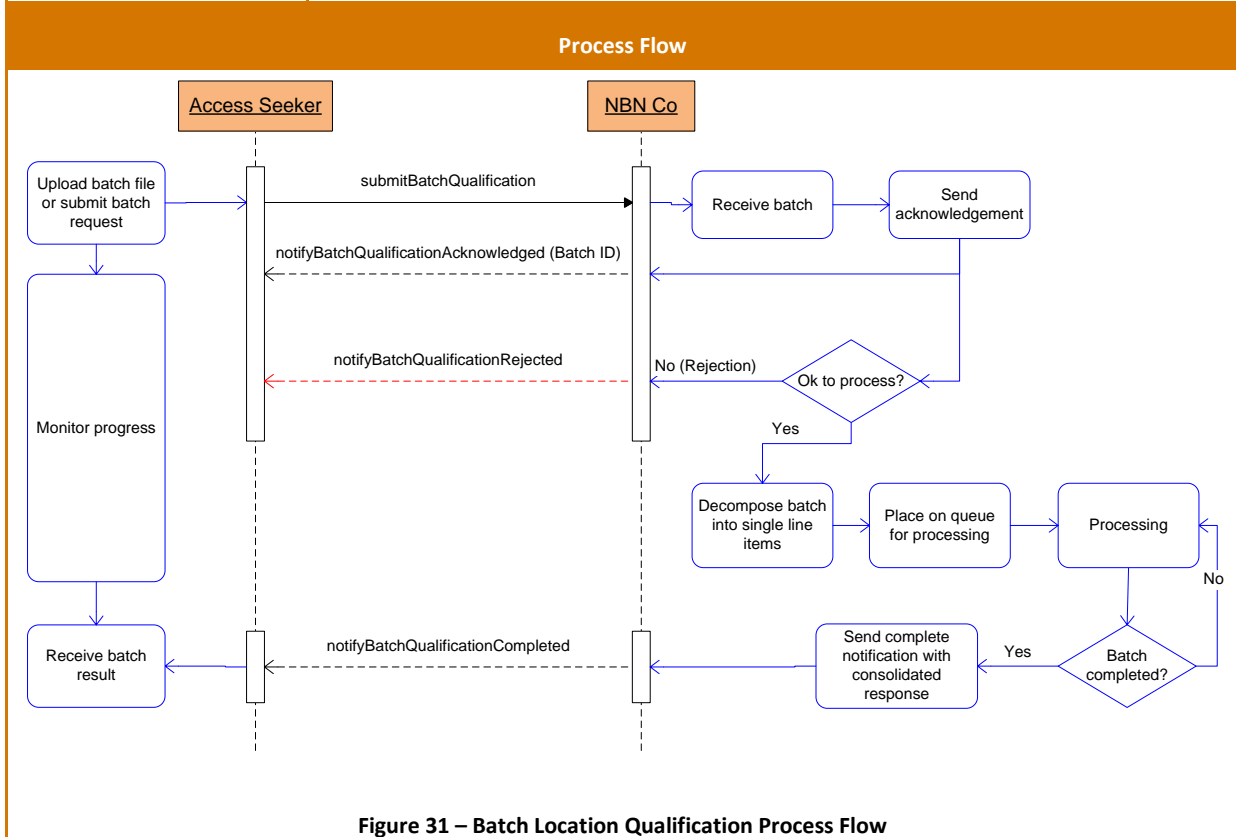 Process Flow
Access Seeker
NBN Co
Upload batch file
or submit batch
request
submitBatchQualification
Receive batch
Send
acknowledgement
notifyBatchQualificationAcknowledged (Batch ID)
notifyBatchQualificationRejected
No (Rejection)
Ok to process?
Monitor progress
Yes
Decompose batch
into single line
items
Place on queue
for processing
Processing
No
Receive batch
result
notifyBatchQualificationCompleted
Send complete
notification with
consolidated
response
Yes
Batch
completed?
Figure 31 – Batch Location Qualification Process Flow